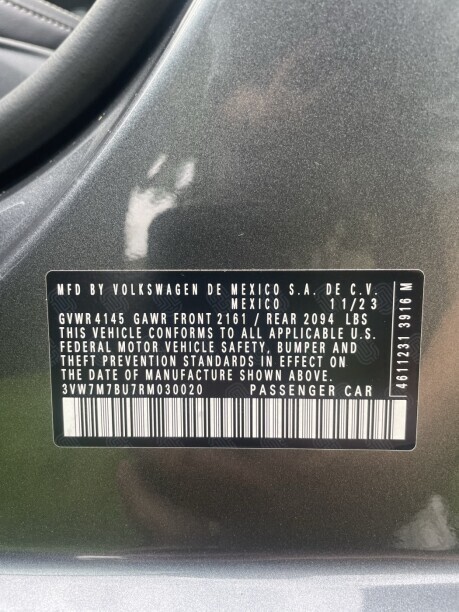 MFD BY VOLKSWAGEN DE MEXICO S.A. DE C.V.
MEXICO 11/23
GVWR4145 GAWR FRONT 2161 / REAR 2094 LBS
THIS VEHICLE CONFORMS TO ALL APPLICABLE U.S.
FEDERAL MOTOR VEHICLE SAFETY, BUMPER AND
THEFT PREVENTION STANDARDS IN EFFECT ON
THE DATE OF MANUFACTURE SHOWN ABOVE.
3VW7M7BU7RM030020 PASSENGER CAR
4611231 3916 M